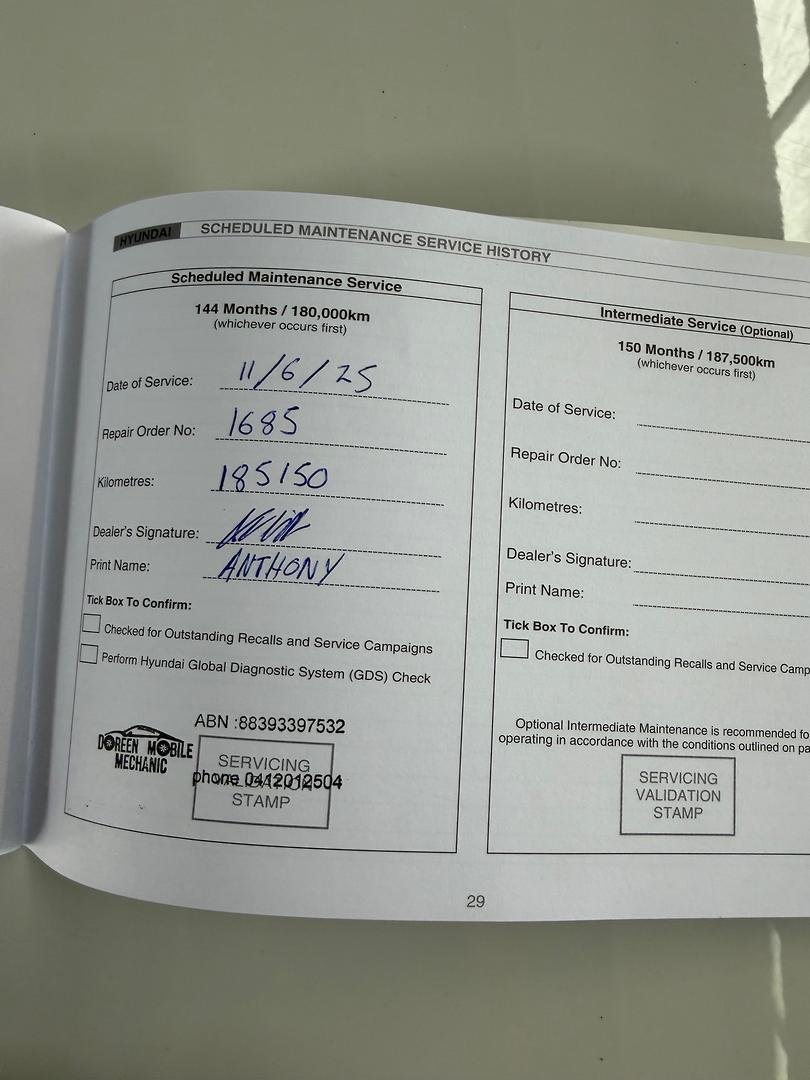 HYUNDAI SCHEDULED MAINTENANCE SERVICE HISTORY
Scheduled Maintenance Service
144 Months / 180,000km
(whichever occurs first)
Date of Service: 11/6/25
Repair Order No: 1685
Kilometres: 185150
Dealer's Signature:
Print Name: ANTHONY
Tick Box To Confirm:
Checked for Outstanding Recalls and Service Campaigns
Perform Hyundai Global Diagnostic System (GDS) Check
ABN :88393397532
DOREEN MOBILE
MECHANIC
SERVICING
VALIDATION
phone 0412012504
STAMP
Intermediate Service (Optional)
150 Months / 187,500km
(whichever occurs first)
Date of Service:
Repair Order No:
Kilometres:
Dealer's Signature:
Print Name:
Tick Box To Confirm:
Checked for Outstanding Recalls and Service Camp
Optional Intermediate Maintenance is recommended fo
operating in accordance with the conditions outlined on pa
SERVICING
VALIDATION
STAMP
29